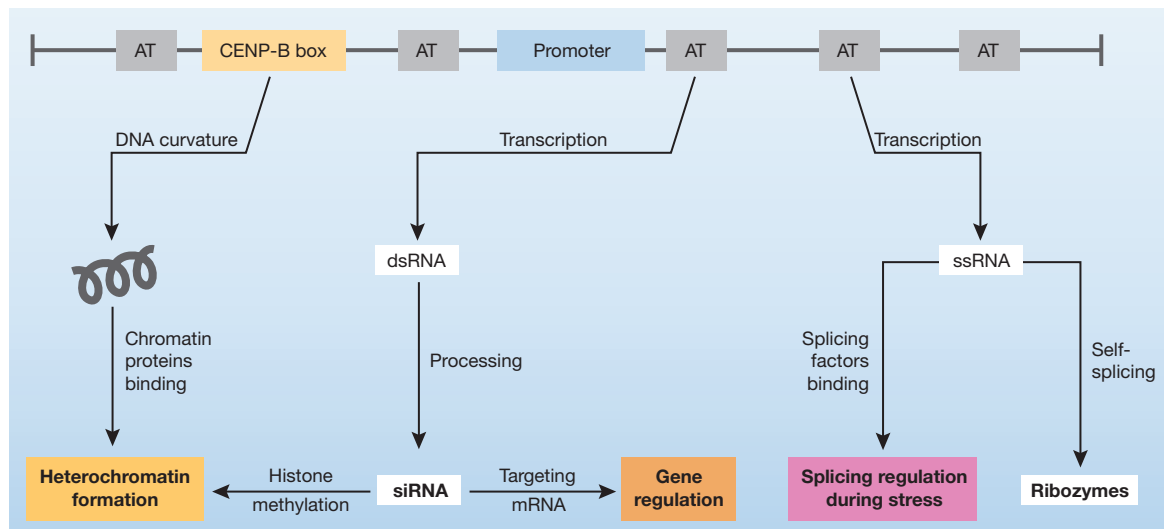 AT
CENP-B box
AT
Promoter
AT
AT
AT
DNA curvature
Transcription
Transcription
dsRNA
ssRNA
Chromatin
proteins
binding
Processing
Splicing
factors
binding
Self-
splicing
Heterochromatin
formation
Histone
methylation
siRNA
Targeting
mRNA
Gene
regulation
Splicing regulation
during stress
Ribozymes